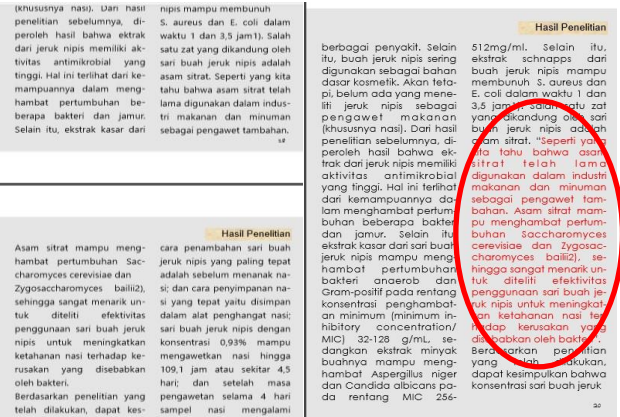 (khususnya nasi). Dari hasil
penelitian sebelumnya, di-
peroleh hasil bahwa ektrak
dari jeruk nipis memiliki ak-
tivitas antimikrobial yang
tinggi. Hal ini terlihat dari ke-
mampuannya dalam meng-
hambat pertumbuhan be-
berapa bakteri dan jamur.
Selain itu, ekstrak kasar dari
nipis mampu membunuh
S. aureus dan E. coli dalam
waktu 1 dan 3,5 jam1). Salah
satu zat yang dikandung oleh
sari buah jeruk nipis adalah
asam sitrat. Seperti yang kita
tahu bahwa asam sitrat telah
lama digunakan dalam indus-
tri makanan dan minuman
sebagai pengawet tambahan.
Hasil Penelitian
Asam sitrat mampu meng-
hambat pertumbuhan Sac-
charomyces cerevisiae dan
Zygosaccharomyces bailii2),
sehingga sangat menarik un-
tuk diteliti efektivitas
penggunaan sari buah jeruk
nipis untuk meningkatkan
ketahanan nasi terhadap ke-
rusakan yang disebabkan
oleh bakteri.
Berdasarkan penelitian yang
telah dilakukan, dapat kes-
cara penambahan sari buah
jeruk nipis yang paling tepat
adalah sebelum menanak na-
si; dan cara penyimpanan na-
si yang tepat yaitu disimpan
dalam alat penghangat nasi;
sari buah jeruk nipis dengan
konsentrasi 0,93% mampu
mengawetkan nasi hingga
109,1 jam atau sekitar 4,5
hari; dan setelah masa
pengawetan selama 4 hari
sampel nasi mengalami
Hasil Penelitian
berbagai penyakit. Selain
itu, buah jeruk nipis sering
digunakan sebagai bahan
dasar kosmetik. Akan teta-
pi, belum ada yang mene-
liti jeruk nipis sebagai
pengawet makanan
(khususnya nasi). Dari hasil
penelitian sebelumnya, di-
peroleh hasil bahwa ek-
trak dari jeruk nipis memiliki
aktivitas antimikrobial
yang tinggi. Hal ini terlihat
dari kemampuannya da-
lam menghambat pertum-
buhan beberapa bakteri
dan jamur. Selain itu,
ekstrak kasar dari sari buah
jeruk nipis mampu meng-
hambat pertumbuhan
bakteri anaerob dan
Gram-positif pada rentang
konsentrasi penghambat-
an minimum (minimum in-
hibitory concentration/
MIC) 32-128 g/mL, se-
dangkan ekstrak minyak
buahnya mampu meng-
hambat Aspergillus niger
dan Candida albicans pa-
da rentang MIC 256-
512mg/ml. Selain itu,
ekstrak schnapps dari
buah jeruk nipis mampu
membunuh S. aureus dan
E. coli dalam waktu 1 dan
3,5 jam1). Salah satu zat
yang dikandung oleh sari
buah jeruk nipis adalah
asam sitrat. "Seperti yang
kita tahu bahwa asam
sitrat telah lama
digunakan dalam industri
makanan dan minuman
sebagai pengawet tam-
bahan. Asam sitrat mam-
pu menghambat pertum-
buhan Saccharomyces
cerevisiae dan Zygosac-
charomyces bailii2), se-
hingga sangat menarik un-
tuk diteliti efektivitas
penggunan sari buah je-
ruk nipis untuk meningkat-
kan ketahanan nasi ter-
hadap kerusakan yang
disebabkan oleh bakteri".
Berdasarkan penelitian
yang telah dilakukan,
dapat kesimpulkan bahwa
konsentrasi sari buah jeruk
20